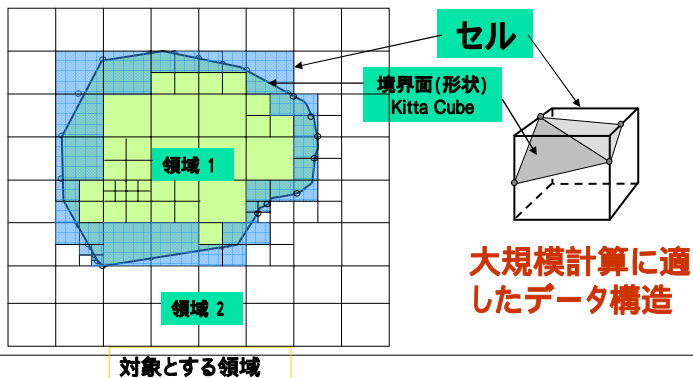 セル
境界面(形状)
Kitta Cube
領域 1
領域 2
大規模計算に適
したデータ構造
対象とする領域